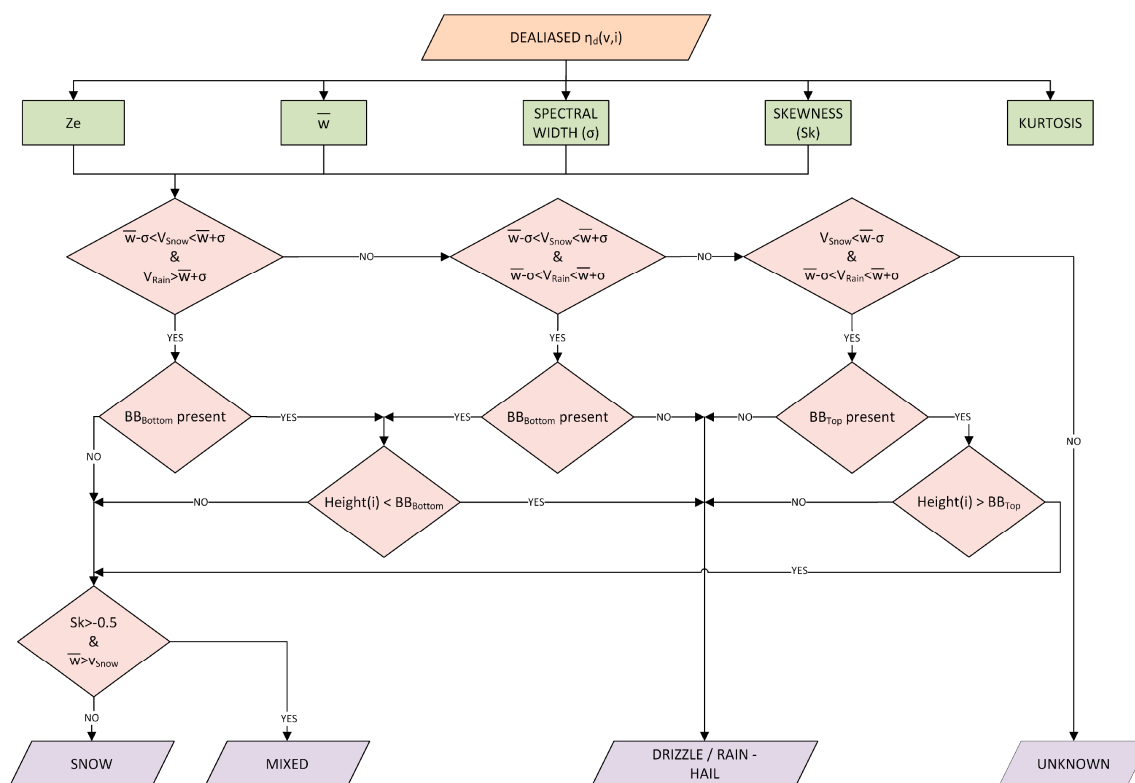 DEALIASED ηd(v,i)
Ze
w̅
SPECTRAL
WIDTH (σ)
SKEWNESS
(Sk)
KURTOSIS
w̅-σ<VSnow<w̅+σ
&
VRain>w̅+σ
NO
w̅-σ<VSnow<w̅+σ
&
w̅-σ<VRain<w̅+σ
NO
VSnow<w̅-σ
&
w̅-σ<VRain<w̅+σ
YES
YES
YES
BBBottom present
YES
YES
BBBottom present
NO
NO
BBTop present
YES
NO
NO
NO
Height(i) < BBBottom
YES
NO
Height(i) > BBTop
YES
Sk>-0.5
&
w̅>vSnow
NO
YES
SNOW
MIXED
DRIZZLE / RAIN -
HAIL
UNKNOWN